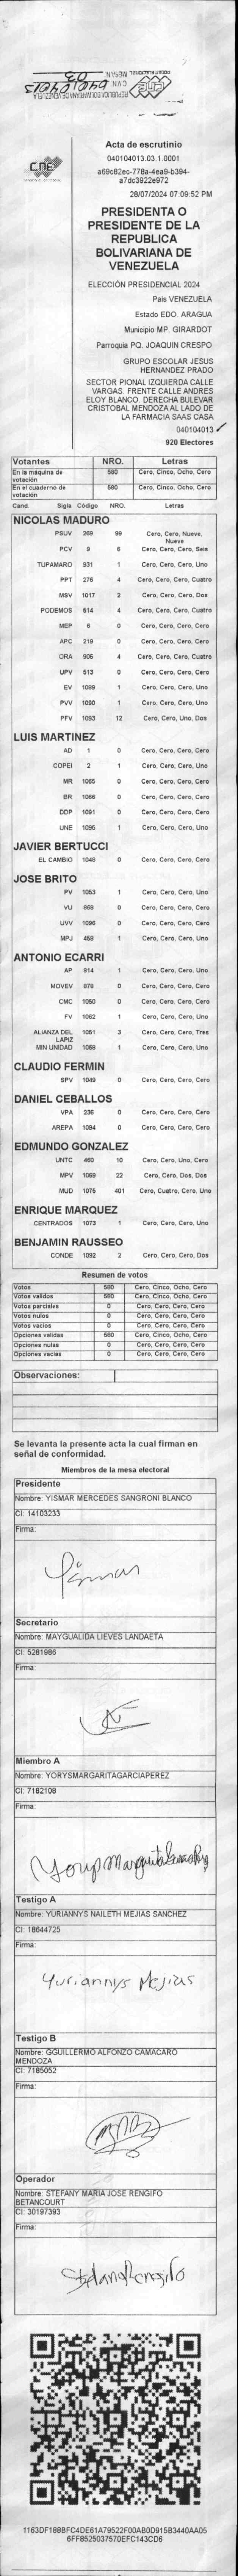 CNE
Acta de escrutinio
040104013.03.1.0001
a69c82ec-778a-4ea9-b394-
a7dc3922e972
28/07/2024 07:09:52 PM
PRESIDENTA O
PRESIDENTE DE LA
REPUBLICA
BOLIVARIANA DE
VENEZUELA
ELECCIÓN PRESIDENCIAL 2024
Pais VENEZUELA
Estado EDO. ARAGUA
Municipio MP. GIRARDOT
Parroquia PQ. JOAQUIN CRESPO
GRUPO ESCOLAR JESUS
HERNANDEZ PRADO
SECTOR PIONAL IZQUIERDA CALLE
VARGAS. FRENTE CALLE ANDRES
ELOY BLANCO. DERECHA BULEVAR
CRISTOBAL MENDOZA AL LADO DE
LA FARMACIA SAAS CASA
040104013
920 Electores
Votantes NRO. Letras
En la máquina de votación 580 Cero, Cinco, Ocho, Cero
En el cuaderno de votación 580 Cero, Cinco, Ocho, Cero
Cand. Sigla Código NRO. Letras
NICOLAS MADURO
PSUV 269 99 Cero, Cero, Nueve, Nueve
PCV 9 6 Cero, Cero, Cero, Seis
TUPAMARO 931 1 Cero, Cero, Cero, Uno
PPT 276 4 Cero, Cero, Cero, Cuatro
MSV 1017 2 Cero, Cero, Cero, Dos
PODEMOS 514 4 Cero, Cero, Cero, Cuatro
MEP 6 0 Cero, Cero, Cero, Cero
APC 219 0 Cero, Cero, Cero, Cero
ORA 906 4 Cero, Cero, Cero, Cuatro
UPV 513 0 Cero, Cero, Cero, Cero
EV 1089 1 Cero, Cero, Cero, Uno
PVV 1090 1 Cero, Cero, Cero, Uno
PFV 1093 12 Cero, Cero, Uno, Dos
LUIS MARTINEZ
AD 1 0 Cero, Cero, Cero, Cero
COPEI 2 1 Cero, Cero, Cero, Uno
MR 1065 0 Cero, Cero, Cero, Cero
BR 1066 0 Cero, Cero, Cero, Cero
DDP 1091 0 Cero, Cero, Cero, Cero
UNE 1095 1 Cero, Cero, Cero, Uno
JAVIER BERTUCCI
EL CAMBIO 1048 0 Cero, Cero, Cero, Cero
JOSE BRITO
PV 1053 1 Cero, Cero, Cero, Uno
VU 868 0 Cero, Cero, Cero, Cero
UVV 1096 0 Cero, Cero, Cero, Cero
MPJ 458 1 Cero, Cero, Cero, Uno
ANTONIO ECARRI
AP 814 1 Cero, Cero, Cero, Uno
MOVEV 878 0 Cero, Cero, Cero, Cero
CMC 1050 0 Cero, Cero, Cero, Cero
FV 1062 1 Cero, Cero, Cero, Uno
ALIANZA DEL LAPIZ 1051 3 Cero, Cero, Cero, Tres
MIN UNIDAD 1058 1 Cero, Cero, Cero, Uno
CLAUDIO FERMIN
SPV 1049 0 Cero, Cero, Cero, Cero
DANIEL CEBALLOS
VPA 236 0 Cero, Cero, Cero, Cero
AREPA 1094 0 Cero, Cero, Cero, Cero
EDMUNDO GONZALEZ
UNTC 460 10 Cero, Cero, Uno, Cero
MPV 1069 22 Cero, Cero, Dos, Dos
MUD 1075 401 Cero, Cuatro, Cero, Uno
ENRIQUE MARQUEZ
CENTRADOS 1073 1 Cero, Cero, Cero, Uno
BENJAMIN RAUSSEO
CONDE 1092 2 Cero, Cero, Cero, Dos
Resumen de votos
Votos 580 Cero, Cinco, Ocho, Cero
Votos validos 580 Cero, Cinco, Ocho, Cero
Votos parciales 0 Cero, Cero, Cero, Cero
Votos nulos 0 Cero, Cero, Cero, Cero
Votos vacios 0 Cero, Cero, Cero, Cero
Opciones validas 580 Cero, Cinco, Ocho, Cero
Opciones nulas 0 Cero, Cero, Cero, Cero
Opciones vacias 0 Cero, Cero, Cero, Cero
Observaciones:
Se levanta la presente acta la cual firman en
señal de conformidad.
Miembros de la mesa electoral
Presidente
Nombre: YISMAR MERCEDES SANGRONI BLANCO
CI: 14103233
Firma:
Yismar
Secretario
Nombre: MAYGUALIDA LIEVES LANDAETA
CI: 5281986
Firma:
Miembro A
Nombre: YORYSMARGARITAGARCIAPEREZ
CI: 7182108
Firma:
Testigo A
Nombre: YURIANNYS NAILETH MEJIAS SANCHEZ
CI: 18644725
Firma:
Yuriannys Mejias
Testigo B
Nombre: GGUILLERMO ALFONZO CAMACARO
MENDOZA
CI: 7185052
Firma:
Operador
Nombre: STEFANY MARIA JOSE RENGIFO
BETANCOURT
CI: 30197393
Firma:
1163DF188BFC4DE61A79522F00AB0D915B3440AA05
6FF8525037570EFC143CD6